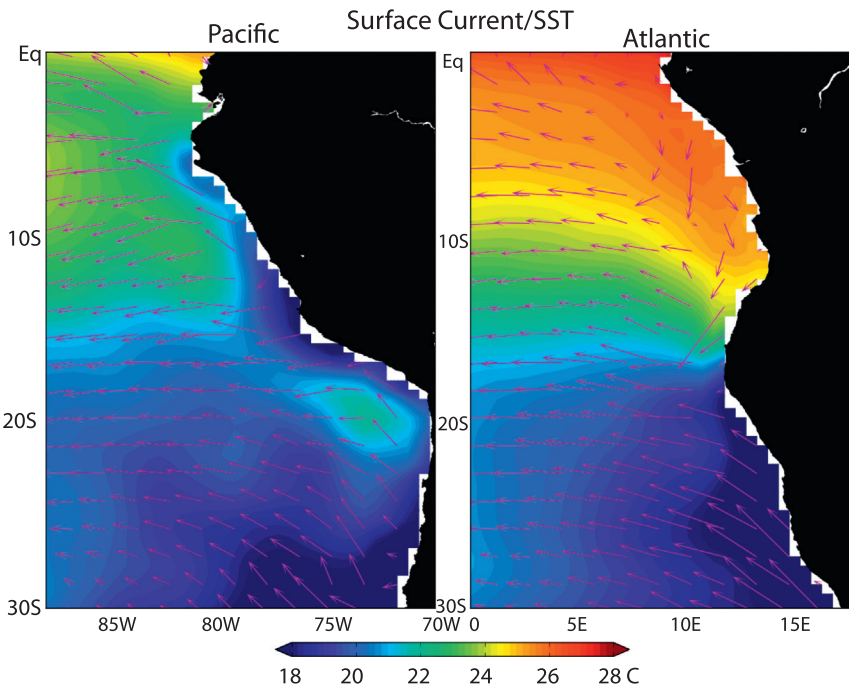 Surface Current/SST
Pacific
Atlantic
Eq
10S
20S
30S
85W
80W
75W
70W
Eq
10S
20S
30S
0
5E
10E
15E
18
20
22
24
26
28 C